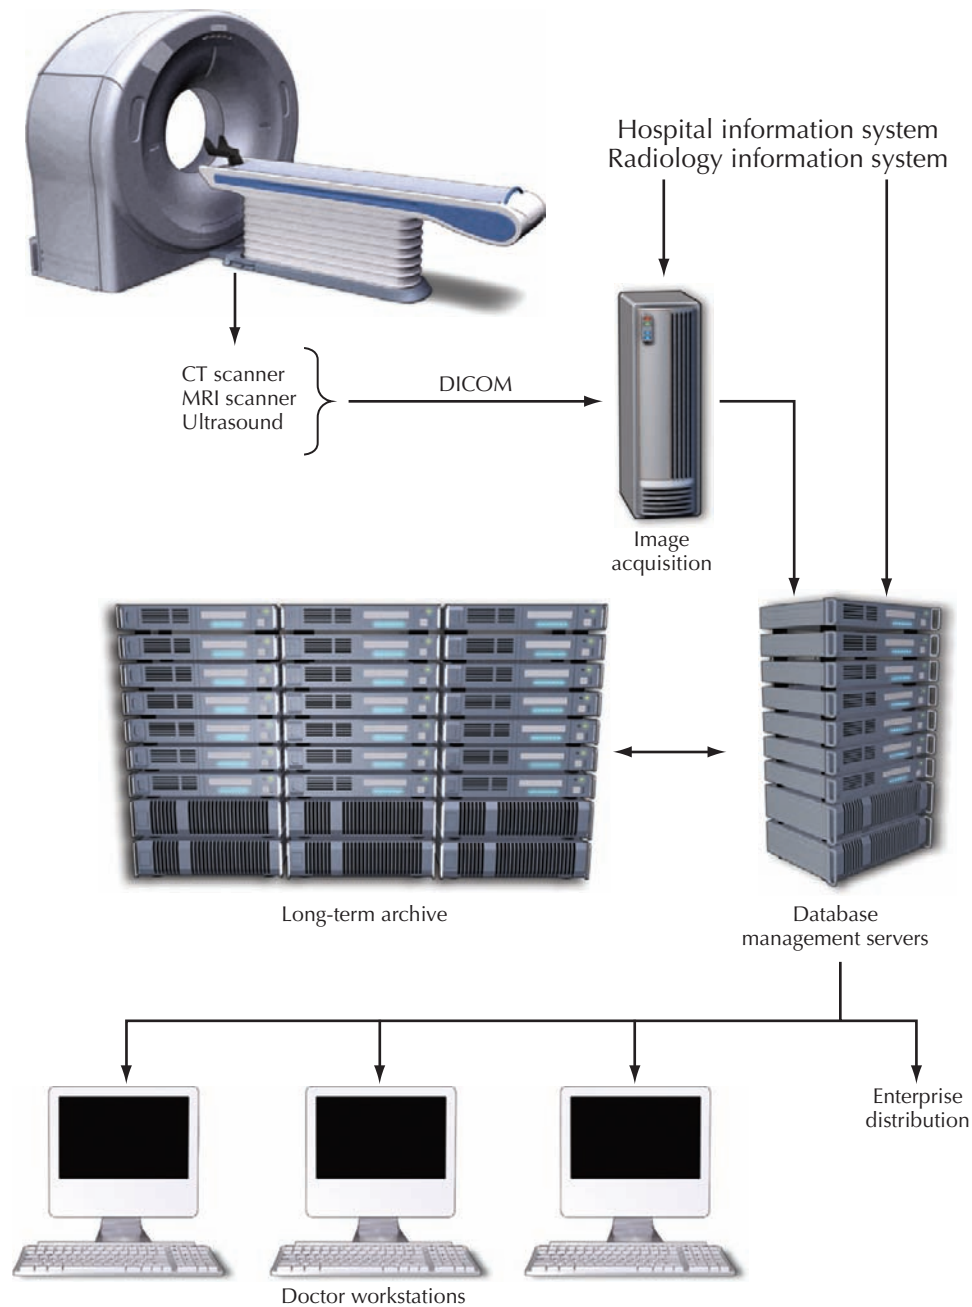 Hospital information system
Radiology information system
CT scanner
MRI scanner
Ultrasound
DICOM
Image
acquisition
Long-term archive
Database
management servers
Enterprise
distribution
Doctor workstations